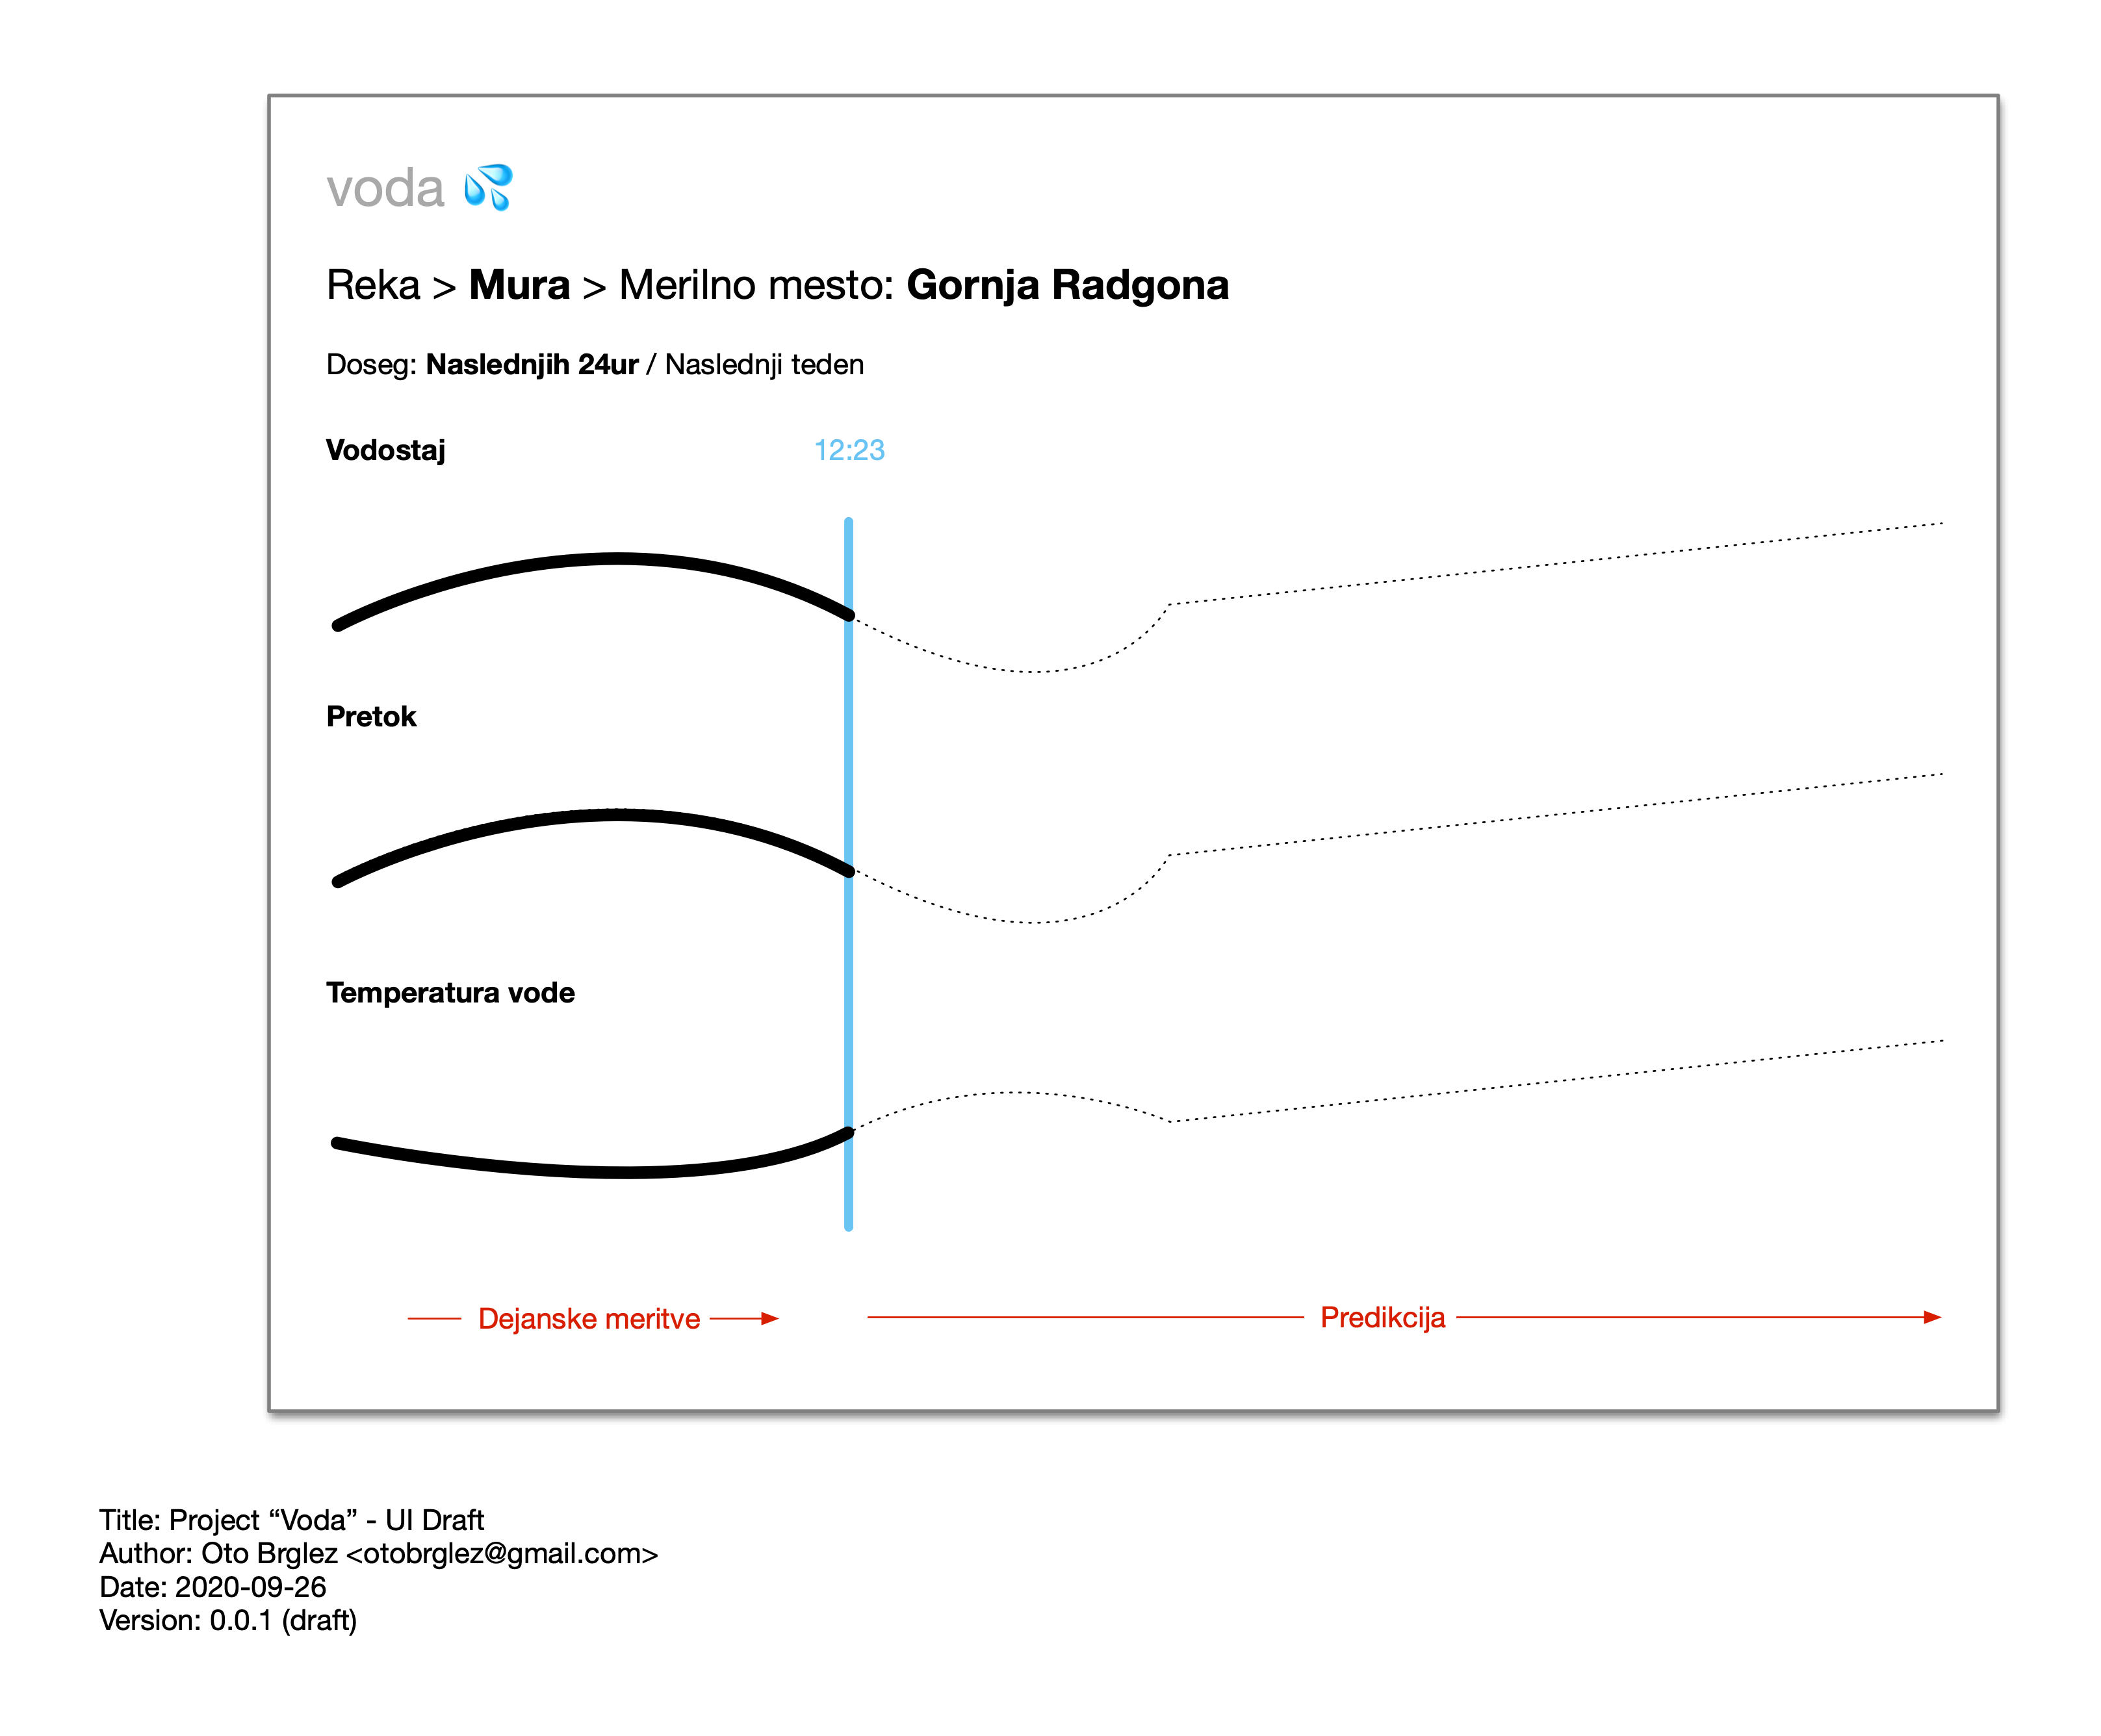 voda 💦
Reka > Mura > Merilno mesto: Gornja Radgona
Doseg: Naslednjih 24ur / Naslednji teden
Vodostaj
12:23
Pretok
Temperatura vode
Dejanske meritve
Predikcija
Title: Project “Voda” - UI Draft
Author: Oto Brglez <otobrglez@gmail.com>
Date: 2020-09-26
Version: 0.0.1 (draft)